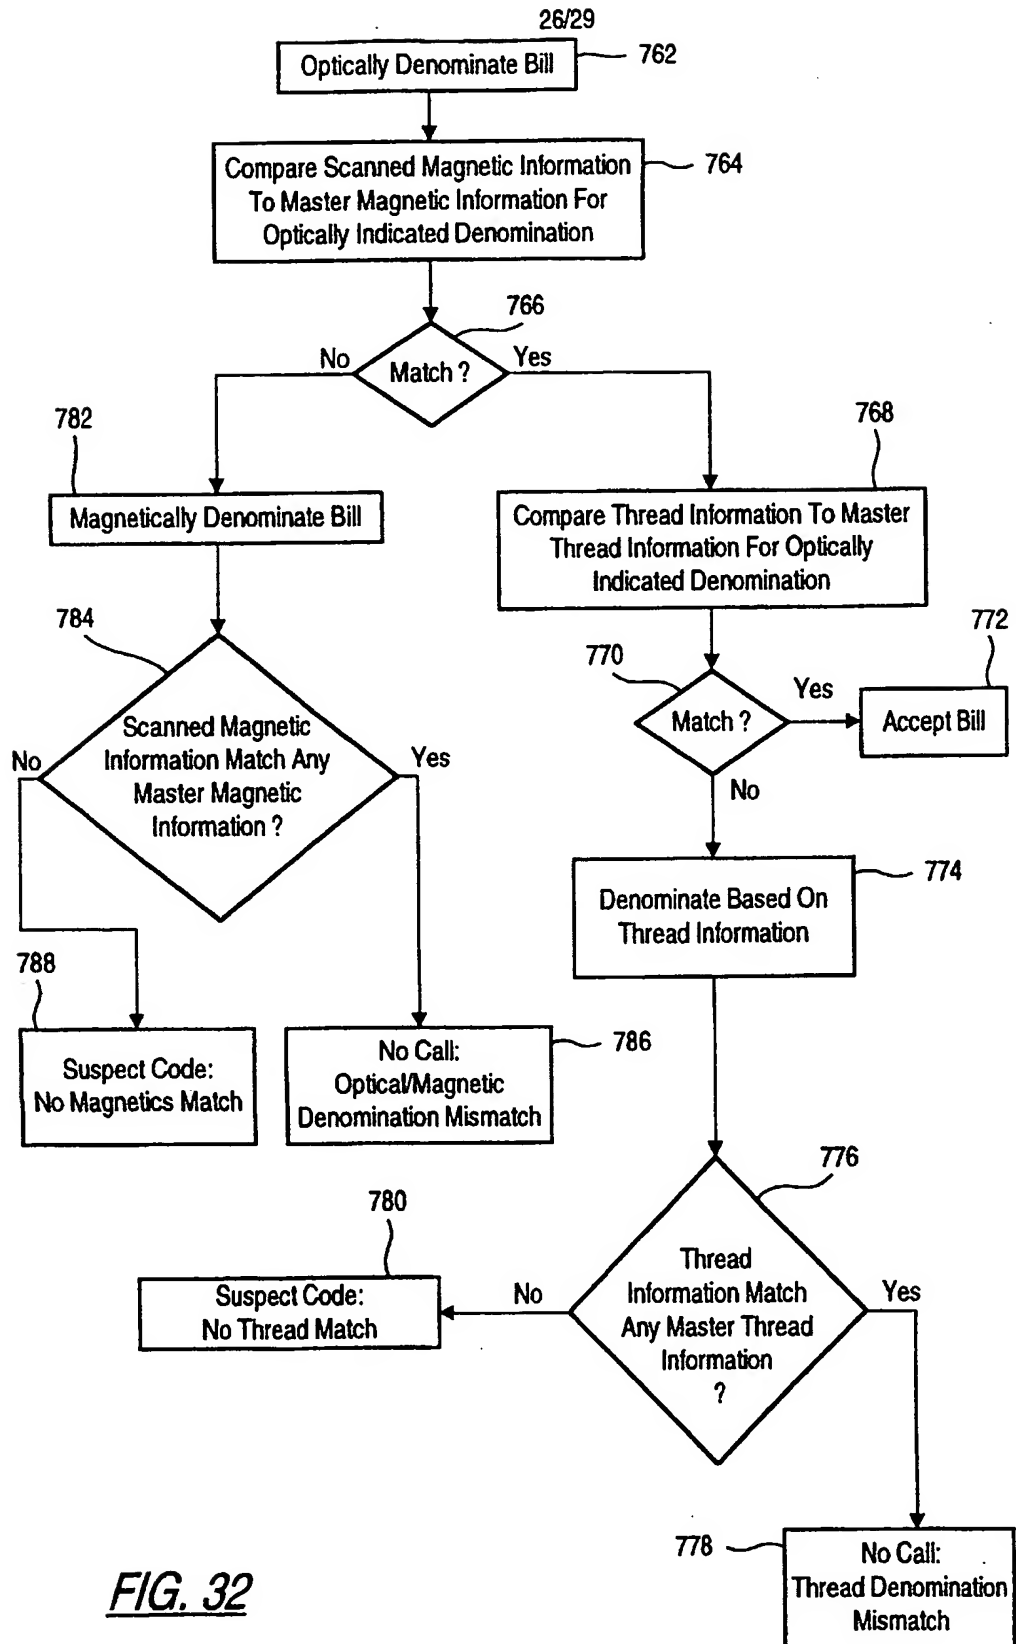 26/29
Optically Denominate Bill
762
Compare Scanned Magnetic Information
To Master Magnetic Information For
Optically Indicated Denomination
764
766
Match ?
No
Yes
782
Magnetically Denominate Bill
768
Compare Thread Information To Master
Thread Information For Optically
Indicated Denomination
784
Scanned Magnetic
Information Match Any
Master Magnetic
Information ?
No
Yes
770
Match ?
Yes
No
772
Accept Bill
774
Denominate Based On
Thread Information
788
Suspect Code:
No Magnetics Match
No Call:
Optical/Magnetic
Denomination Mismatch
786
776
Thread
Information Match
Any Master Thread
Information
?
No
Yes
780
Suspect Code:
No Thread Match
778
No Call:
Thread Denomination
Mismatch
FIG. 32